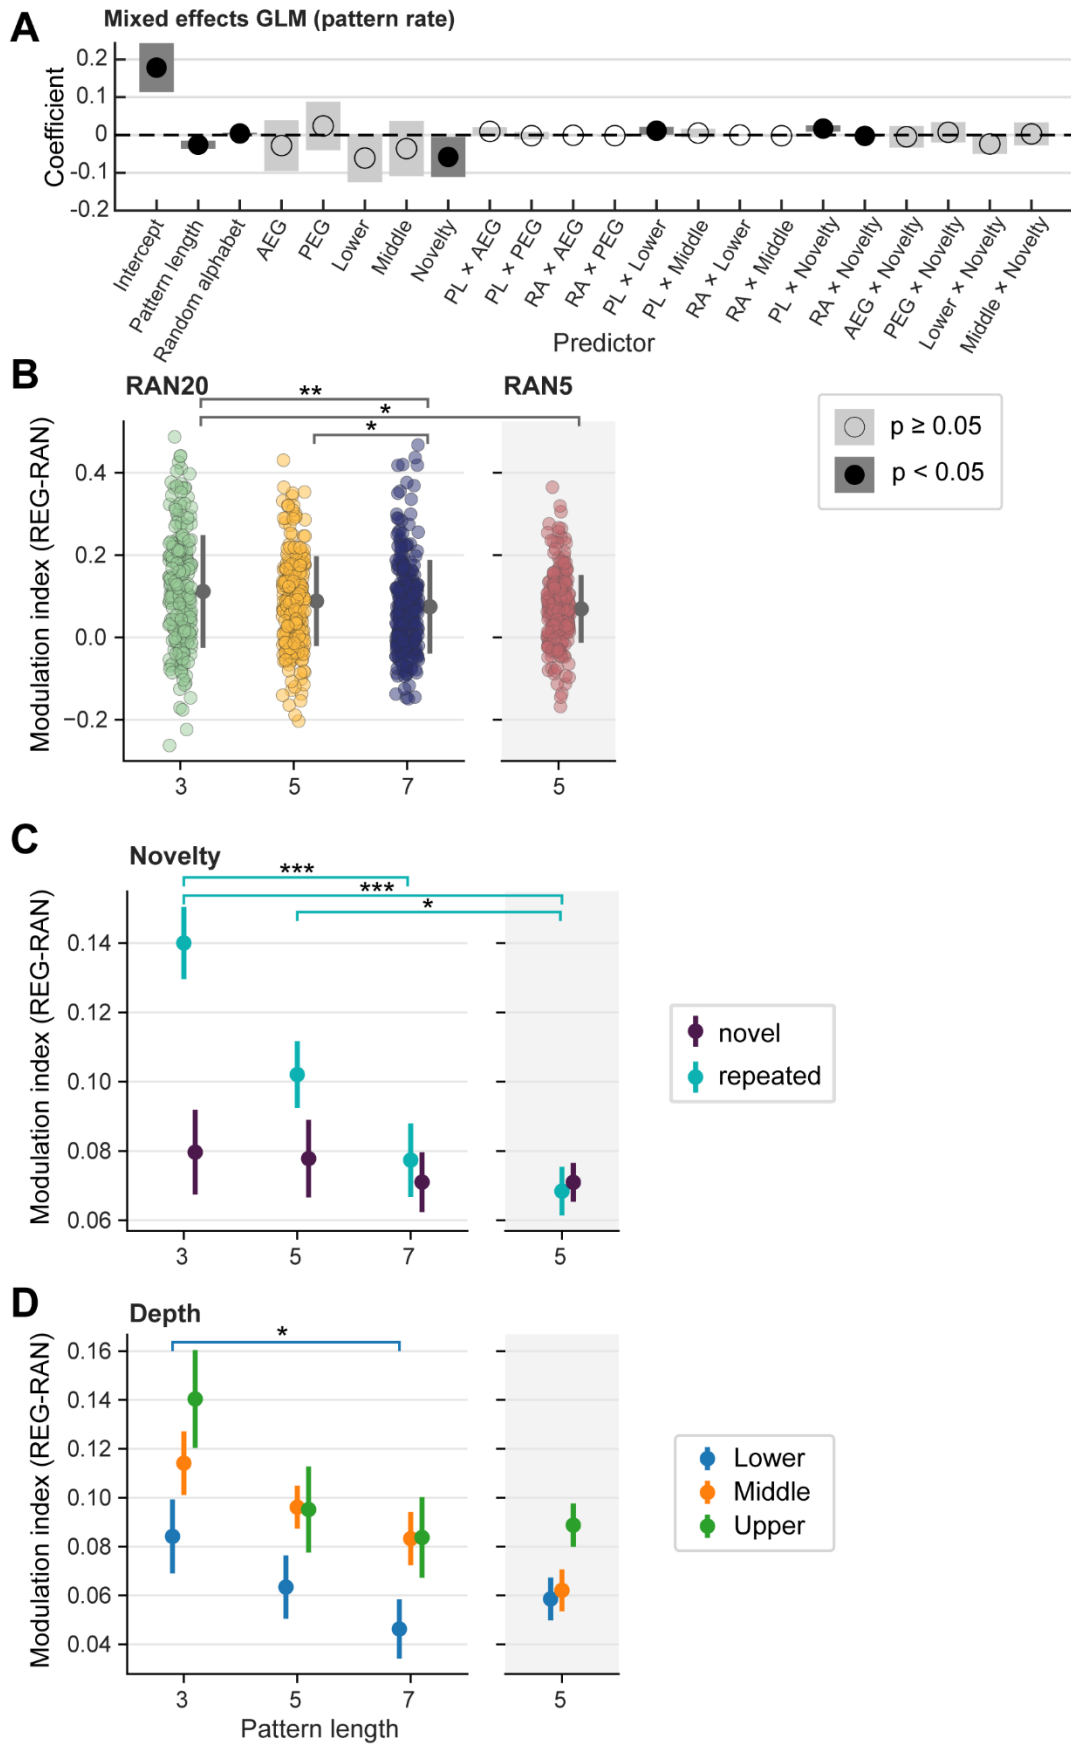 A
Mixed effects GLM (pattern rate)
Coefficient
0.2
0.1
0
-0.1
-0.2
Intercept
Pattern length
Random alphabet
AEG
PEG
Lower
Middle
Novelty
PL × AEG
PL × PEG
RA × AEG
RA × PEG
PL × Lower
PL × Middle
RA × Lower
RA × Middle
PL × Novelty
RA × Novelty
AEG × Novelty
PEG × Novelty
Lower × Novelty
Middle × Novelty
Predictor
B
RAN20
RAN5
**
*
*
p ≥ 0.05
p < 0.05
Modulation index (REG-RAN)
0.4
0.2
0.0
−0.2
3
5
7
5
C
Novelty
***
***
*
Modulation index (REG-RAN)
0.14
0.12
0.10
0.08
0.06
3
5
7
5
novel
repeated
D
Depth
*
Modulation index (REG-RAN)
0.16
0.14
0.12
0.10
0.08
0.06
0.04
3
5
7
5
Pattern length
Lower
Middle
Upper